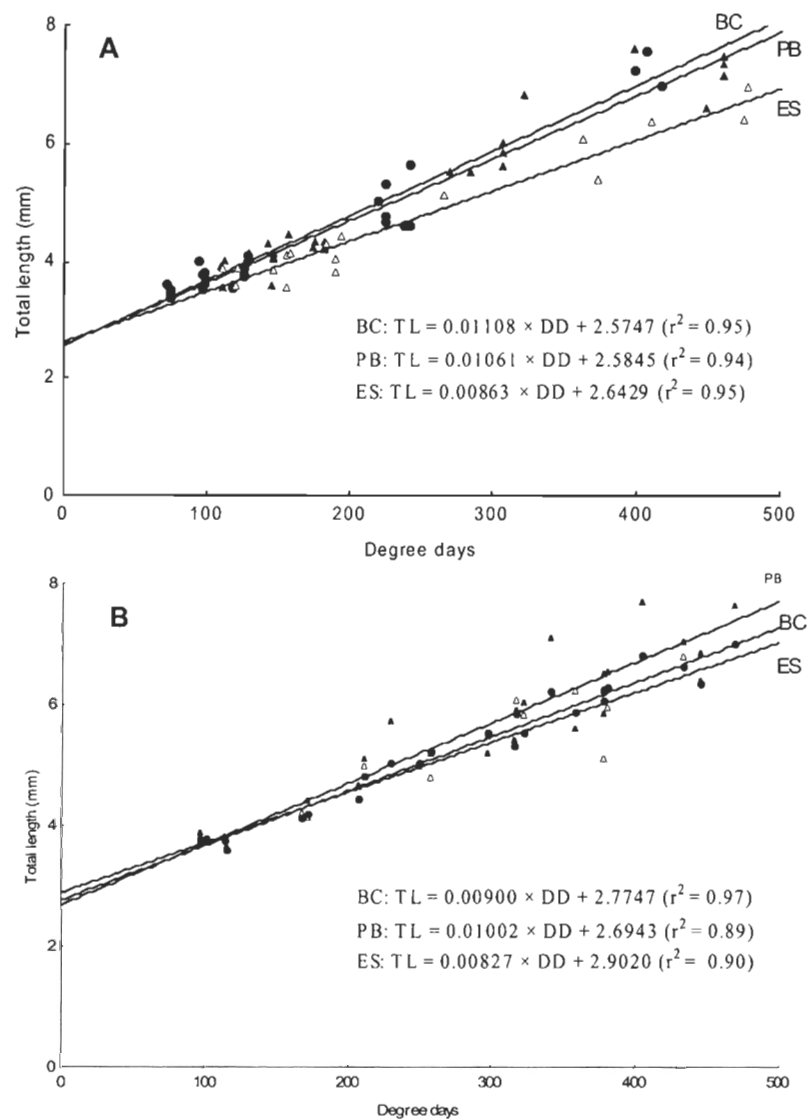 8
A
BC
PB
6
ES
Total length (mm)
4
BC: TL = 0.01108 × DD + 2.5747 (r² = 0.95)
PB: TL = 0.01061 × DD + 2.5845 (r² = 0.94)
2
ES: TL = 0.00863 × DD + 2.6429 (r² = 0.95)
0
0 100 200 300 400 500
Degree days
8
B
PB
BC
6
ES
Total length (mm)
4
BC: TL = 0.00900 × DD + 2.7747 (r² = 0.97)
PB: TL = 0.01002 × DD + 2.6943 (r² = 0.89)
2
ES: TL = 0.00827 × DD + 2.9020 (r² = 0.90)
0
0 100 200 300 400 500
Degree days